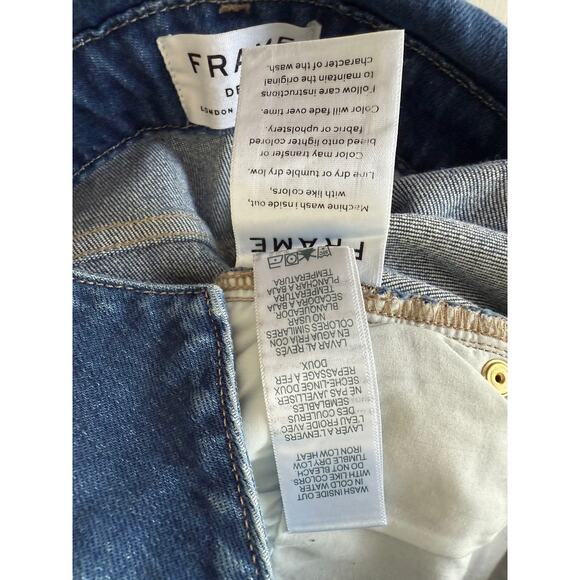 FRAME
DE
LONDON
FRAME
Machine wash inside out,
with like colors,
Line dry or tumble dry low.
Color may transfer or
bleed onto lighter colored
fabric or upholstery.
Color will fade over time.
Follow care instructions
to maintain the original
character of the wash.
WASH INSIDE OUT
IN COLD WATER
WITH LIKE COLORS
DO NOT BLEACH
TUMBLE DRY LOW
IRON LOW HEAT
LAVER À L'ENVERS
L'EAU FROIDE AVEC
DES COULEURS
SEMBLABLES
NE PAS JAVELLISER
SÈCHE-LINGE DOUX
REPASSAGE À FER
DOUX.
LAVAR AL REVÉS
EN AGUA FRIA CON
COLORES SIMILARES
NO USAR
BLANQUEADOR
SECADORA A BAJA
TEMPERATURA
PLANCHAR A BAJA
TEMPERATURA